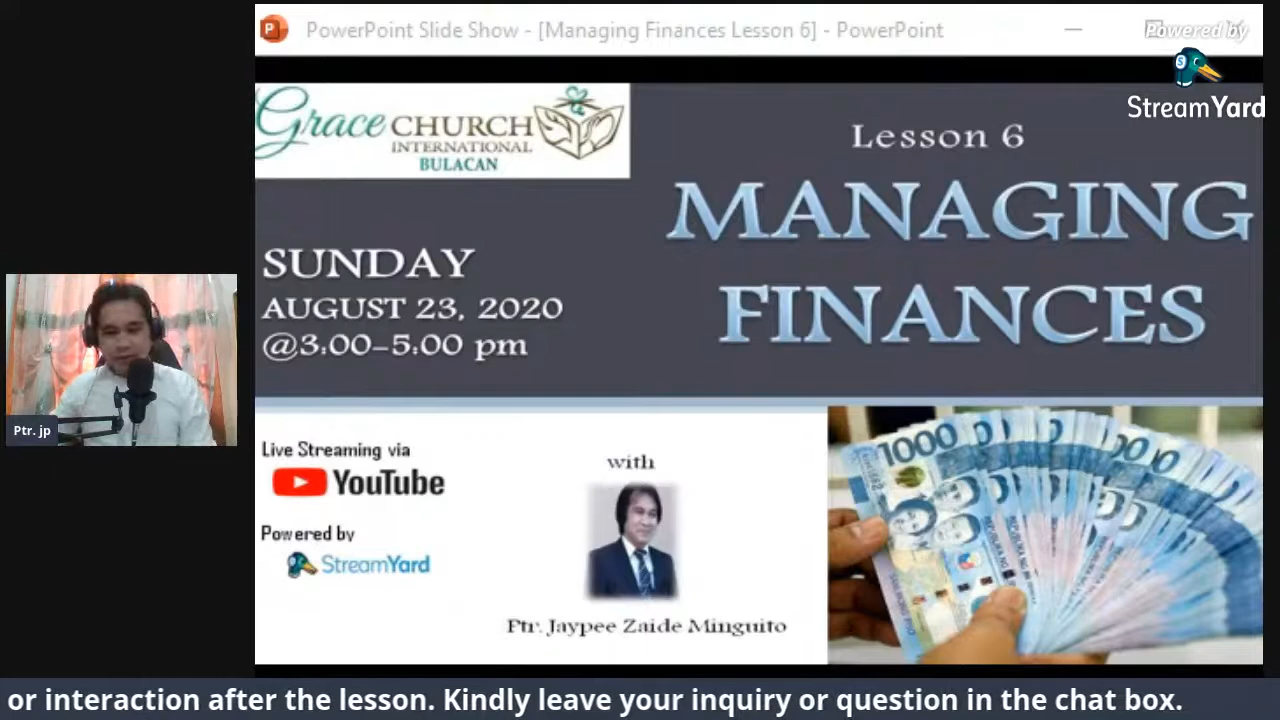 PowerPoint Slide Show - [Managing Finances Lesson 6] - PowerPoint
Powered by
StreamYard
Grace CHURCH
INTERNATIONAL
BULACAN
Lesson 6
MANAGING
FINANCES
SUNDAY
AUGUST 23, 2020
@3:00-5:00 pm
Live Streaming via
YouTube
Powered by
StreamYard
with
Ptr. Jaypee Zaide Minguito
1000
Ptr. jp
or interaction after the lesson. Kindly leave your inquiry or question in the chat box.